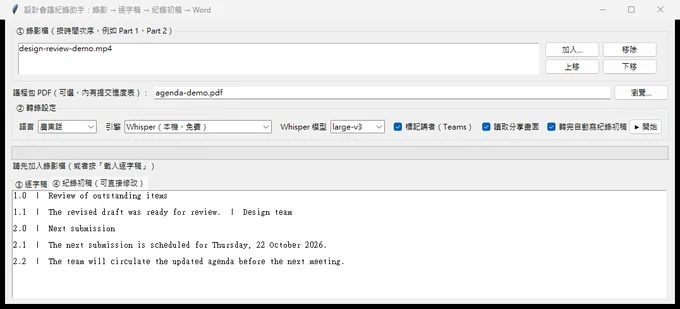 設計會議紀錄助手：錄影 → 逐字稿 → 紀錄初稿 → Word
① 錄影檔（按時間次序，例如 Part 1、Part 2）
design-review-demo.mp4
加入... 移除
上移 下移
議程包 PDF（可選，內有提交進度表）： agenda-demo.pdf 瀏覽...
② 轉錄設定
語言 廣東話 引擎 Whisper（本機，免費） Whisper 模型 large-v3 標記講者（Teams） 讀取分享畫面 轉完自動寫紀錄初稿 ▶ 開始
請先加入錄影檔（或者按「載入逐字稿」）
③ 逐字稿 ④ 紀錄初稿（可直接修改）
1.0 | Review of outstanding items
1.1 | The revised draft was ready for review. | Design team
2.0 | Next submission
2.1 | The next submission is scheduled for Thursday, 22 October 2026.
2.2 | The team will circulate the updated agenda before the next meeting.